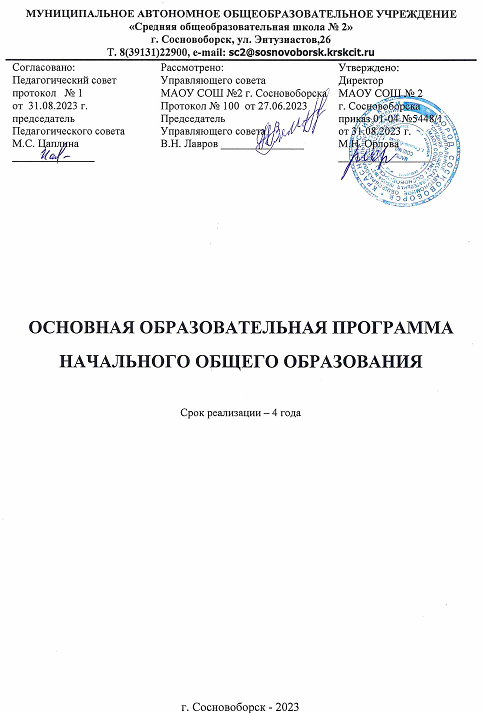 МУНИЦИПАЛЬНОЕ АВТОНОМНОЕ ОБЩЕОБРАЗОВАТЕЛЬНОЕ УЧРЕЖДЕНИЕ
«Средняя общеобразовательная школа № 2»
г. Сосновоборск, ул. Энтузиастов,26
Т. 8(39131)22900, e-mail: sc2@sosnovoborsk.krskcit.ru
Согласовано:
Педагогический совет
протокол № 1
от 31.08.2023 г.
председатель
Педагогического совета
М.С. Цаплина
Рассмотрено:
Управляющего совета
МАОУ СОШ №2 г. Сосновоборска
Протокол № 100 от 27.06.2023
Председатель
Управляющего совета
В.Н. Лавров
Утверждено:
Директор
МАОУ СОШ № 2
г. Сосновоборска
приказ 01-04 №5448/1
от 31.08.2023 г.
М.Н. Орлова
ОСНОВНАЯ ОБРАЗОВАТЕЛЬНАЯ ПРОГРАММА
НАЧАЛЬНОГО ОБЩЕГО ОБРАЗОВАНИЯ
Срок реализации – 4 года
г. Сосновоборск - 2023